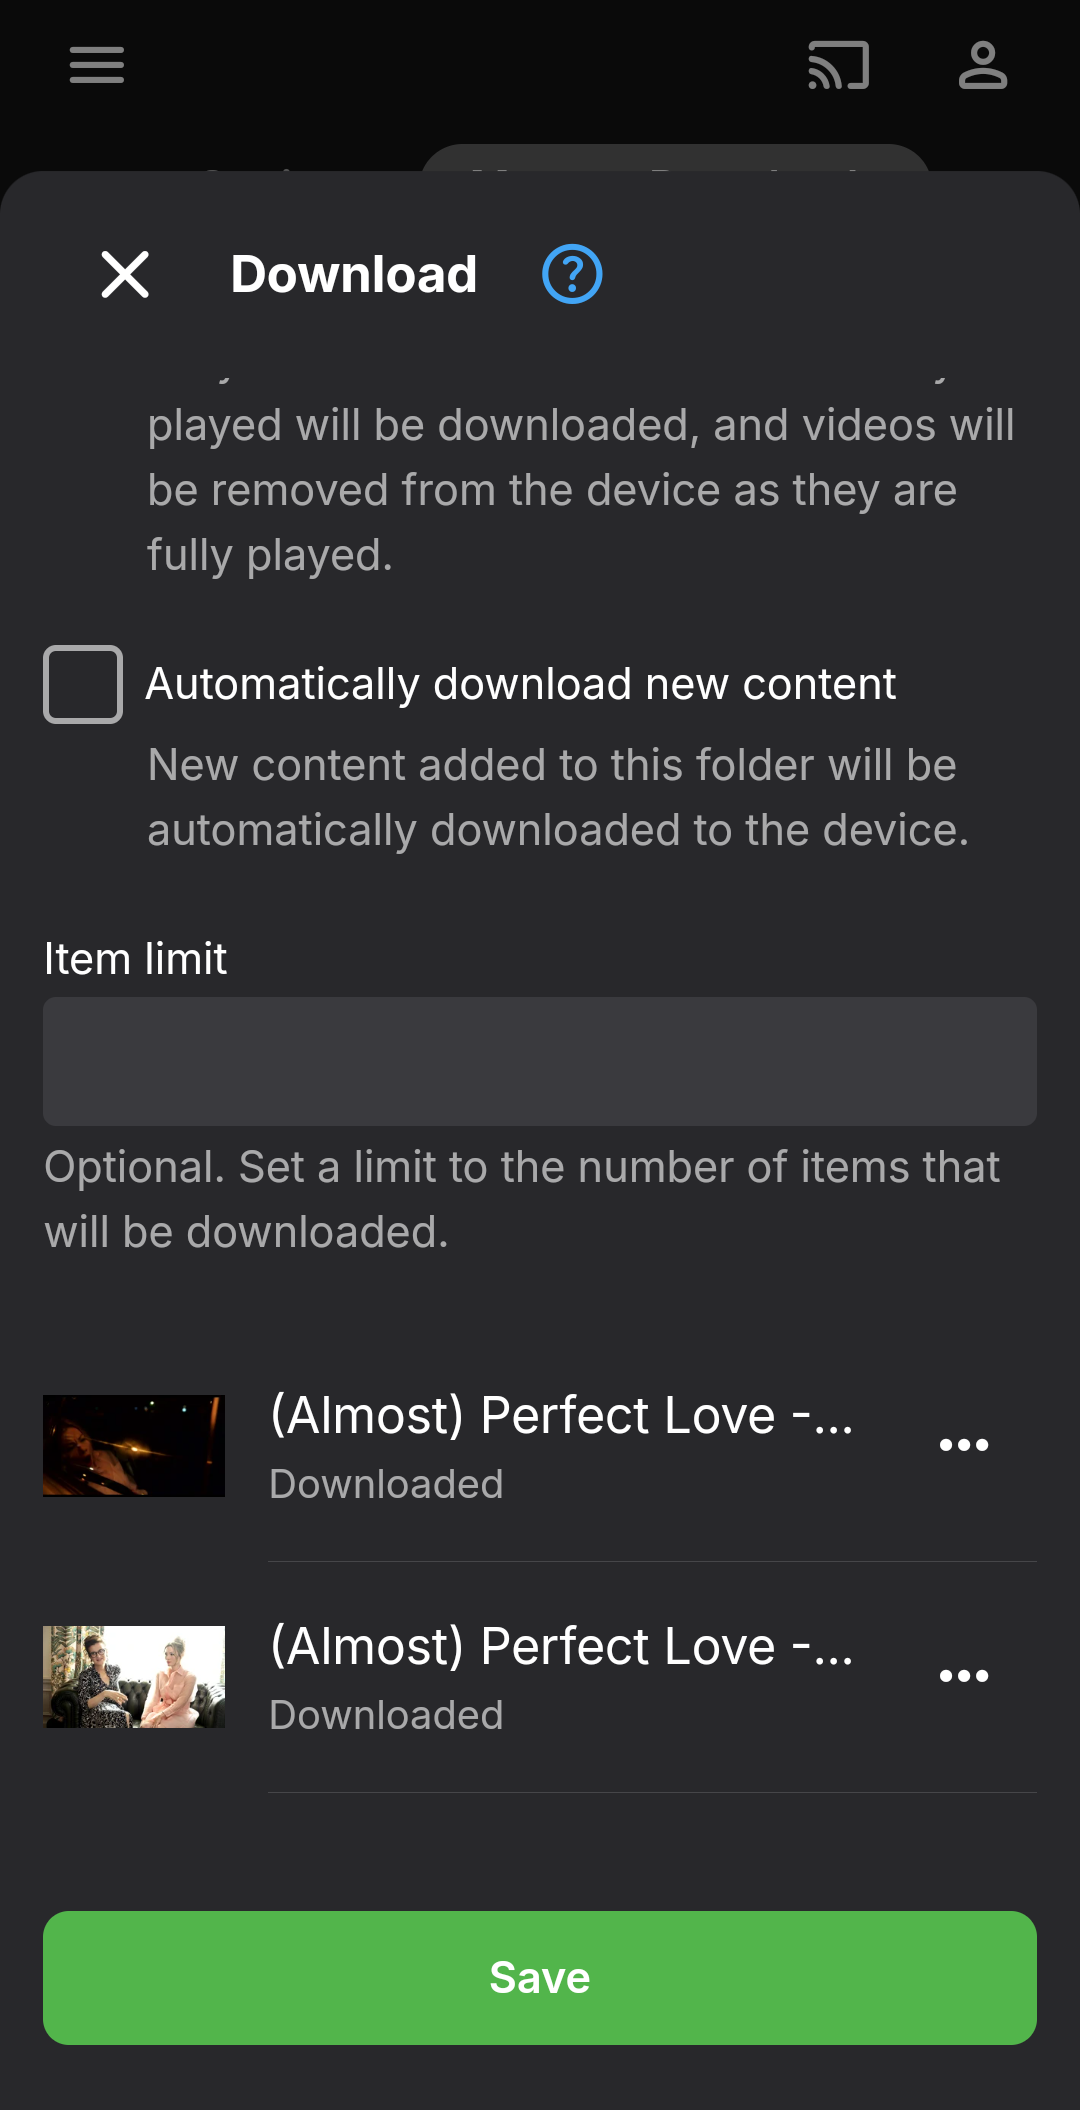 Download
played will be downloaded, and videos will
be removed from the device as they are
fully played.
Automatically download new content
New content added to this folder will be
automatically downloaded to the device.
Item limit
Optional. Set a limit to the number of items that
will be downloaded.
(Almost) Perfect Love -...
Downloaded
(Almost) Perfect Love -...
Downloaded
Save